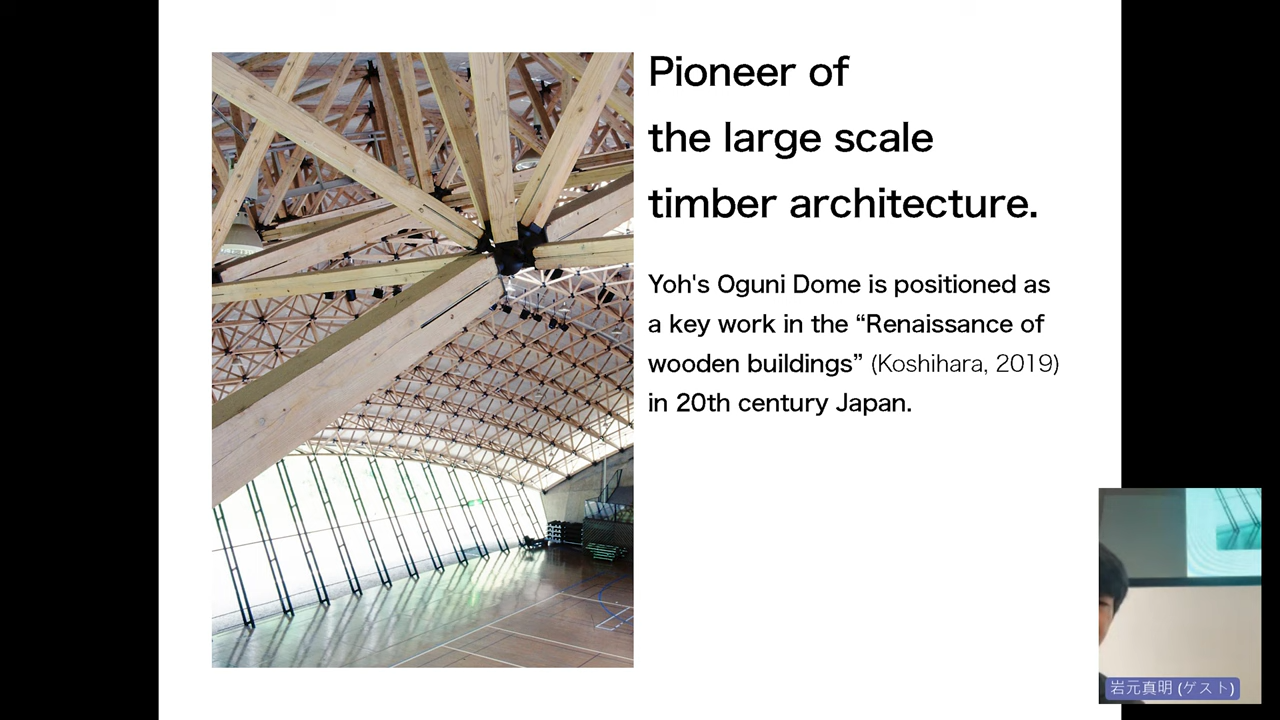 Pioneer of
the large scale
timber architecture.
Yoh's Oguni Dome is positioned as
a key work in the “Renaissance of
wooden buildings” (Koshihara, 2019)
in 20th century Japan.
岩元真明 (ゲスト)